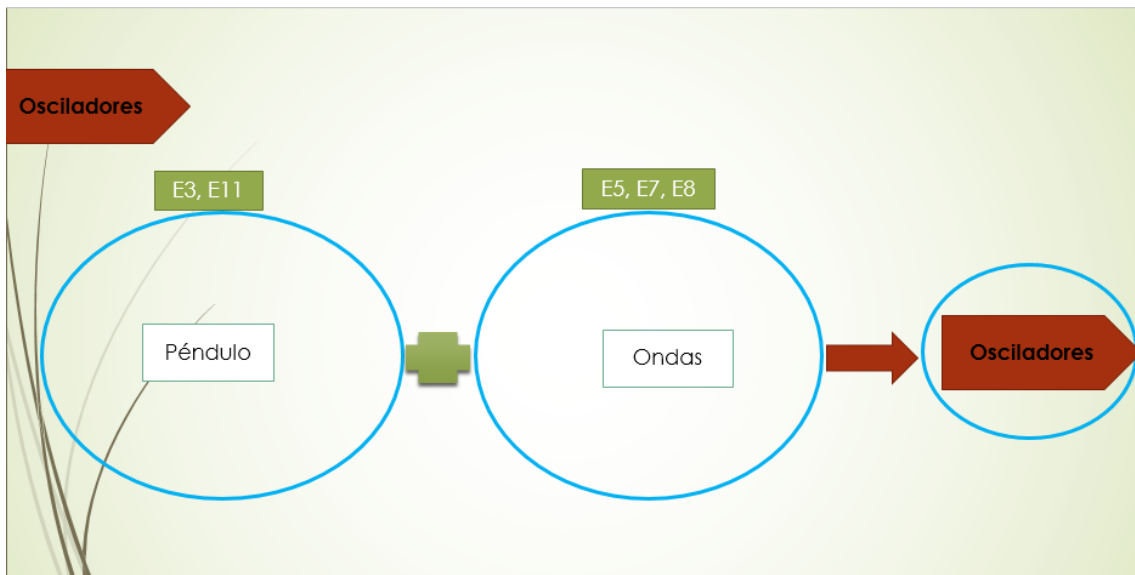 Osciladores
E3, E11
E5, E7, E8
Péndulo
Ondas
Osciladores